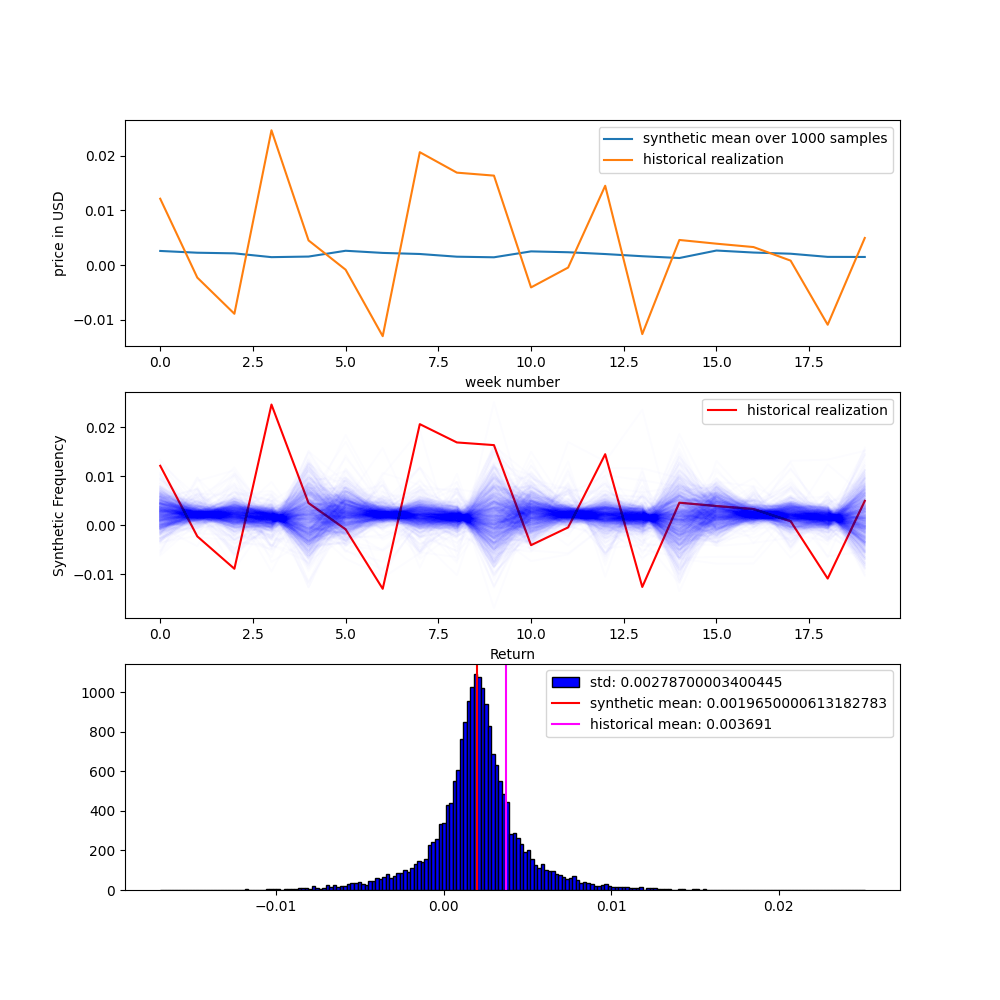 synthetic mean over 1000 samples
historical realization
price in USD
0.02
0.01
0.00
−0.01
0.0 2.5 5.0 7.5 10.0 12.5 15.0 17.5
week number
historical realization
Synthetic Frequency
0.02
0.01
0.00
−0.01
0.0 2.5 5.0 7.5 10.0 12.5 15.0 17.5
Return
std: 0.00278700003400445
synthetic mean: 0.0019650000613182783
historical mean: 0.003691
1000
800
600
400
200
0
−0.01 0.00 0.01 0.02